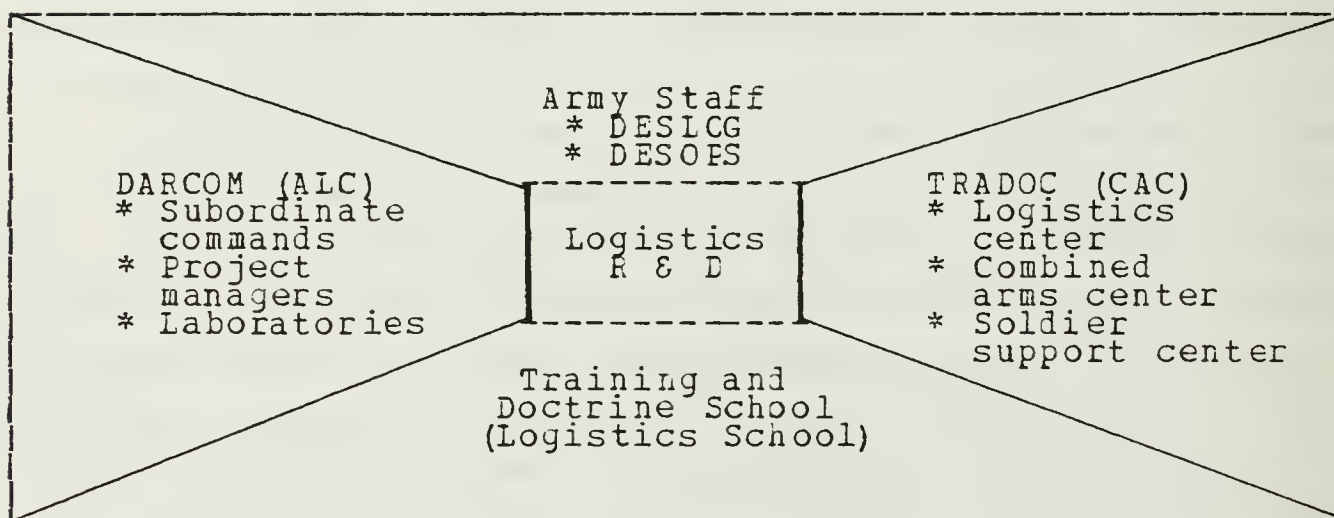 Army Staff
* DESLCG
* DESOPS
DARCOM (ALC)
* Subordinate
commands
* Project
managers
* Laboratories
Logistics
R & D
TRADOC (CAC)
* Logistics
center
* Combined
arms center
* Soldier
support center
Training and
Doctrine School
(Logistics School)